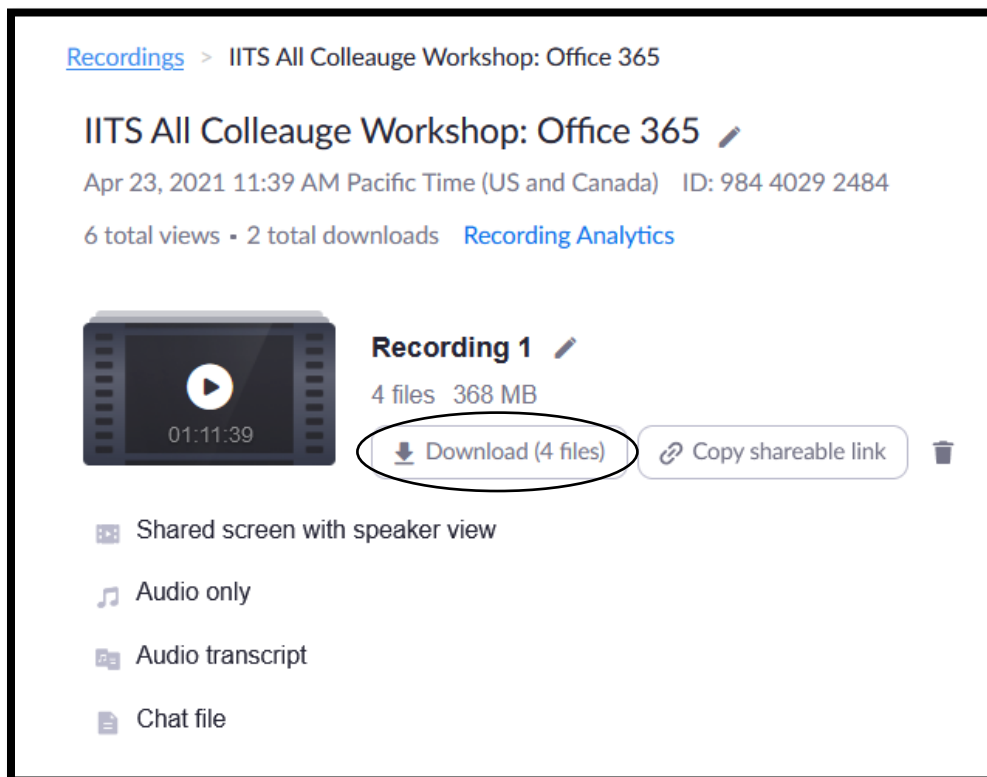 Recordings > IITS All Colleauge Workshop: Office 365
IITS All Colleauge Workshop: Office 365
Apr 23, 2021 11:39 AM Pacific Time (US and Canada) ID: 984 4029 2484
6 total views ▪ 2 total downloads Recording Analytics
Recording 1
4 files 368 MB
01:11:39
Download (4 files) Copy shareable link
Shared screen with speaker view
Audio only
Audio transcript
Chat file